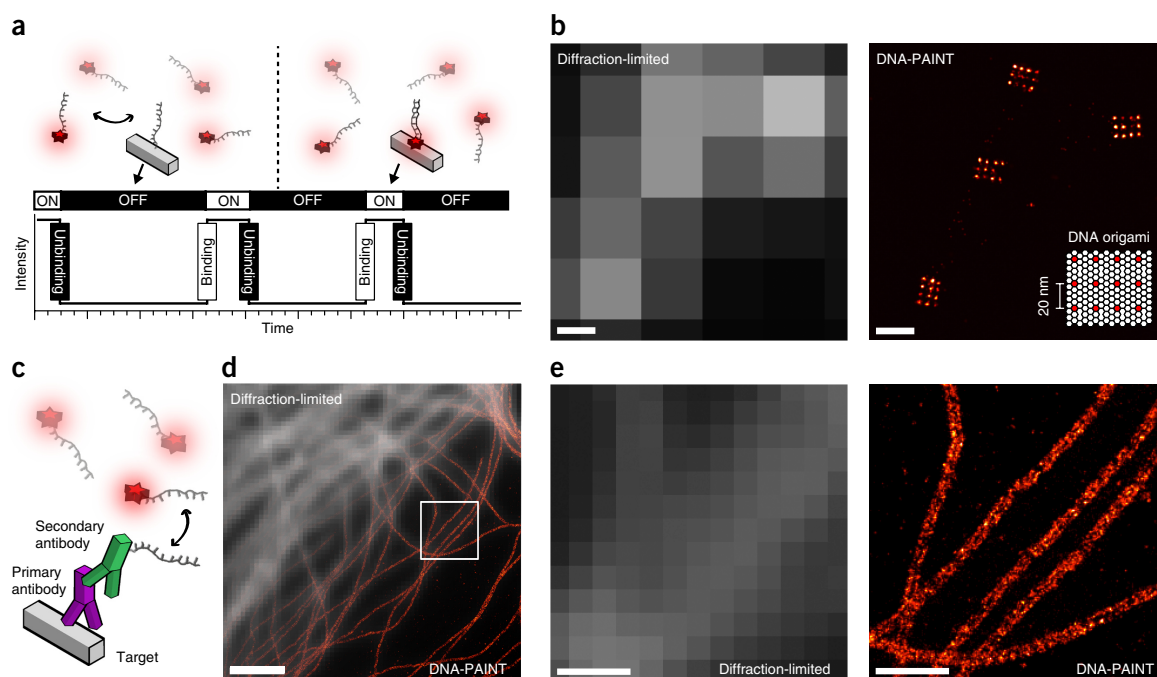 a
ON
OFF
ON
OFF
ON
OFF
Intensity
Unbinding
Binding
Unbinding
Binding
Unbinding
Time
b
Diffraction-limited
DNA-PAINT
DNA origami
20 nm
c
Secondary
antibody
Primary
antibody
Target
d
Diffraction-limited
DNA-PAINT
e
Diffraction-limited
DNA-PAINT